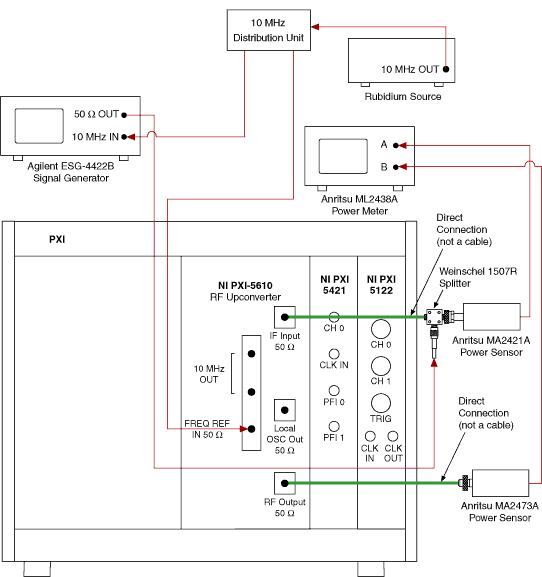 10 MHz
Distribution Unit
10 MHz OUT
Rubidium Source
50 Ω OUT
10 MHz IN
Agilent ESG-4422B
Signal Generator
A
B
Anritsu ML2438A
Power Meter
Direct
Connection
(not a cable)
Weinschel 1507R
Splitter
PXI
NI PXI-5610
RF Upconverter
NI PXI
5421
NI PXI
5122
IF Input
50 Ω
CH 0
CH 0
Anritsu MA2421A
Power Sensor
10 MHz
OUT
CLK IN
CH 1
PFI 0
TRIG
Direct
Connection
(not a cable)
FREQ REF
IN 50 Ω
Local
OSC Out
50 Ω
PFI 1
CLK
IN
CLK
OUT
RF Output
50 Ω
Anritsu MA2473A
Power Sensor